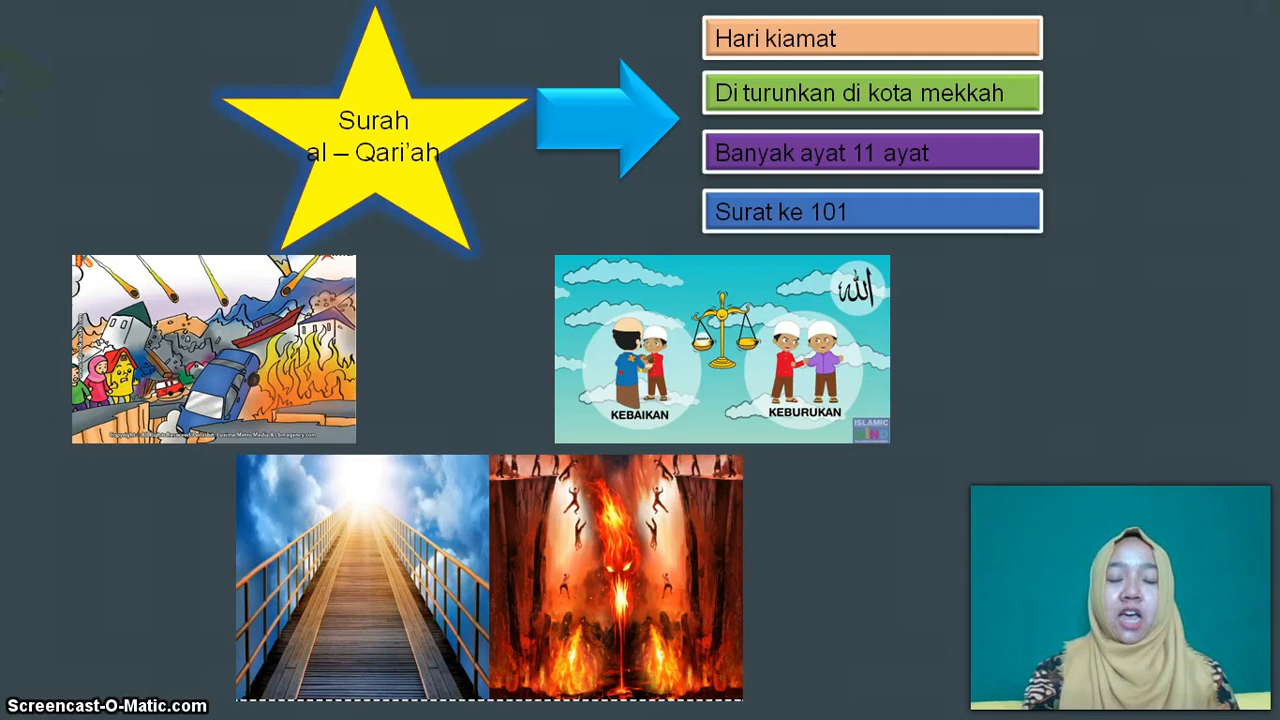 Surah
al – Qari'ah
Hari kiamat
Di turunkan di kota mekkah
Banyak ayat 11 ayat
Surat ke 101
الله
KEBAIKAN
KEBURUKAN
ISLAMIC
Screencast-O-Matic.com